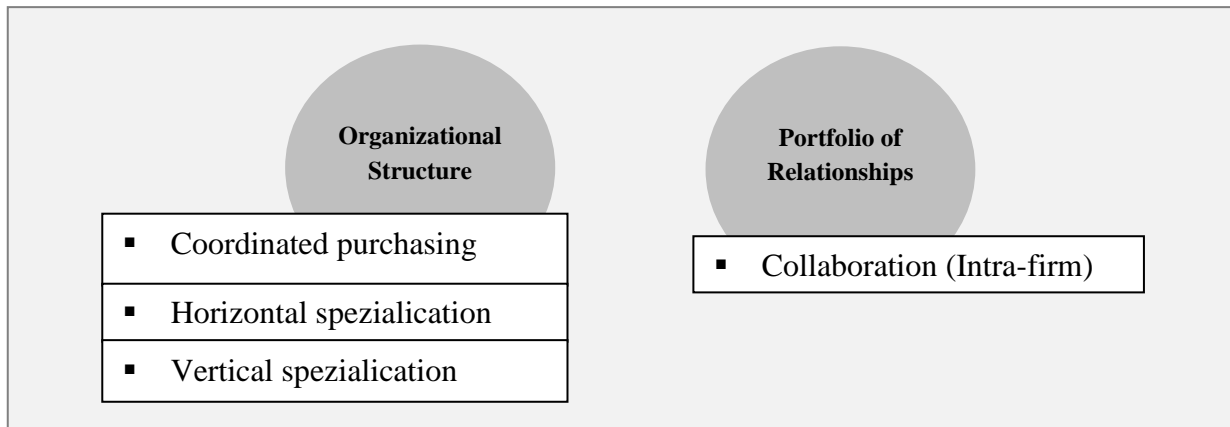 Organizational
Structure
▪ Coordinated purchasing
▪ Horizontal spezialication
▪ Vertical spezialication
Portfolio of
Relationships
▪ Collaboration (Intra-firm)